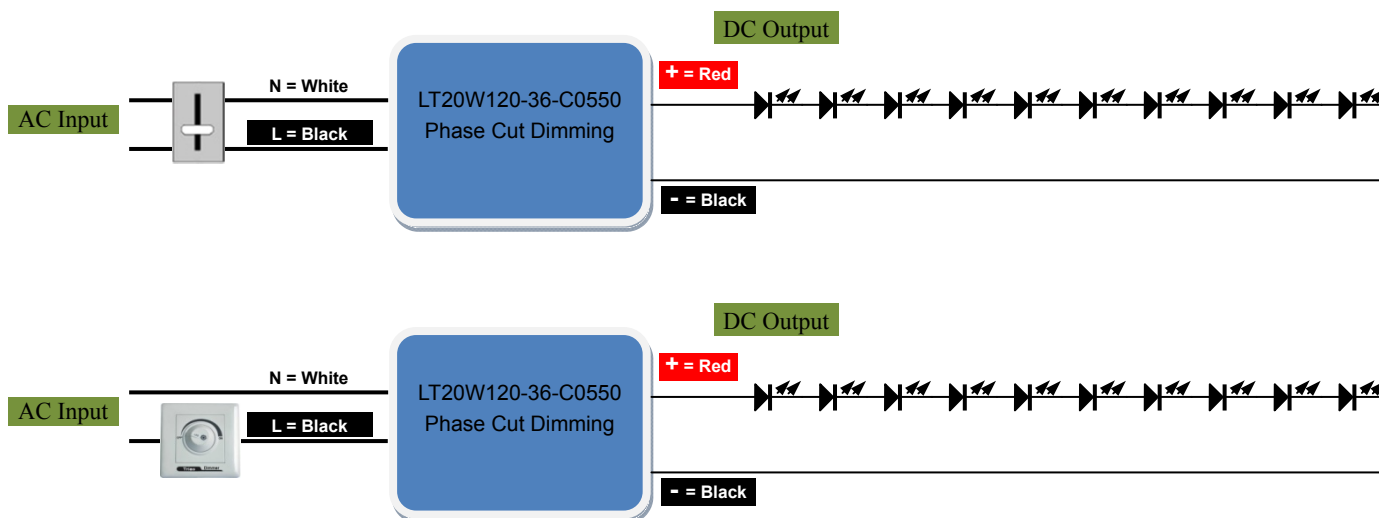 DC Output
+ = Red
N = White
AC Input
L = Black
LT20W120-36-C0550
Phase Cut Dimming
- = Black
DC Output
+ = Red
N = White
AC Input
L = Black
LT20W120-36-C0550
Phase Cut Dimming
Dimmer
- = Black